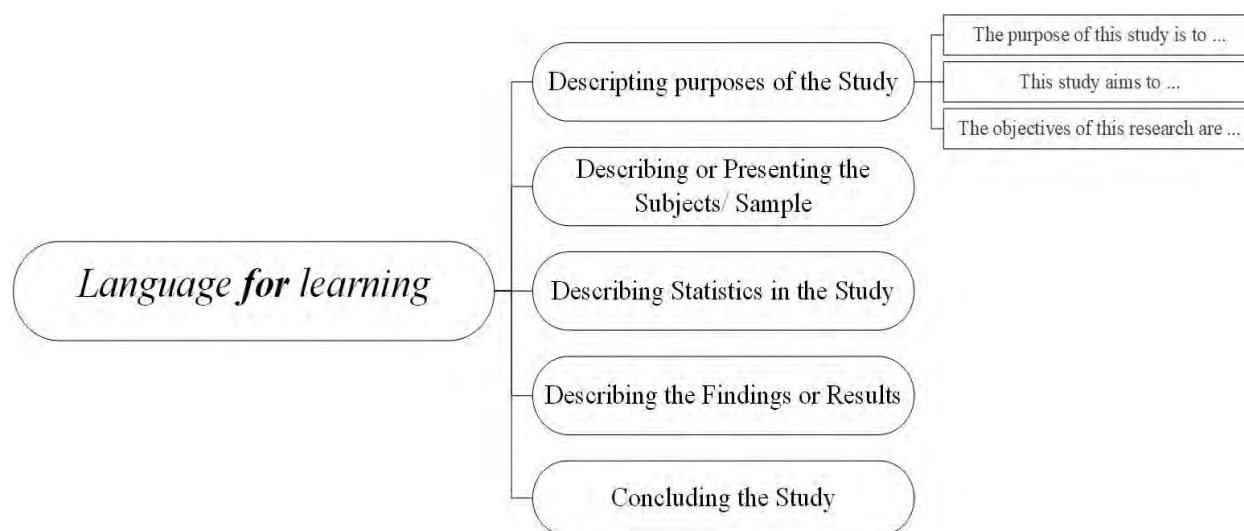 Language for learning
Descripting purposes of the Study
The purpose of this study is to ...
This study aims to ...
The objectives of this research are ...
Describing or Presenting the
Subjects/ Sample
Describing Statistics in the Study
Describing the Findings or Results
Concluding the Study